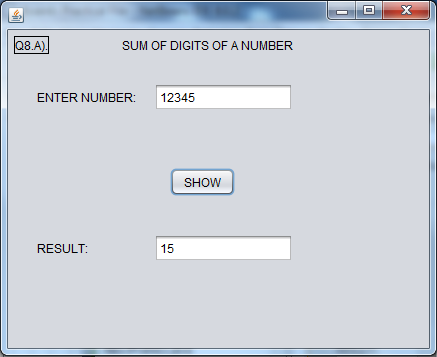 Q8.A). SUM OF DIGITS OF A NUMBER
ENTER NUMBER: 12345
SHOW
RESULT: 15